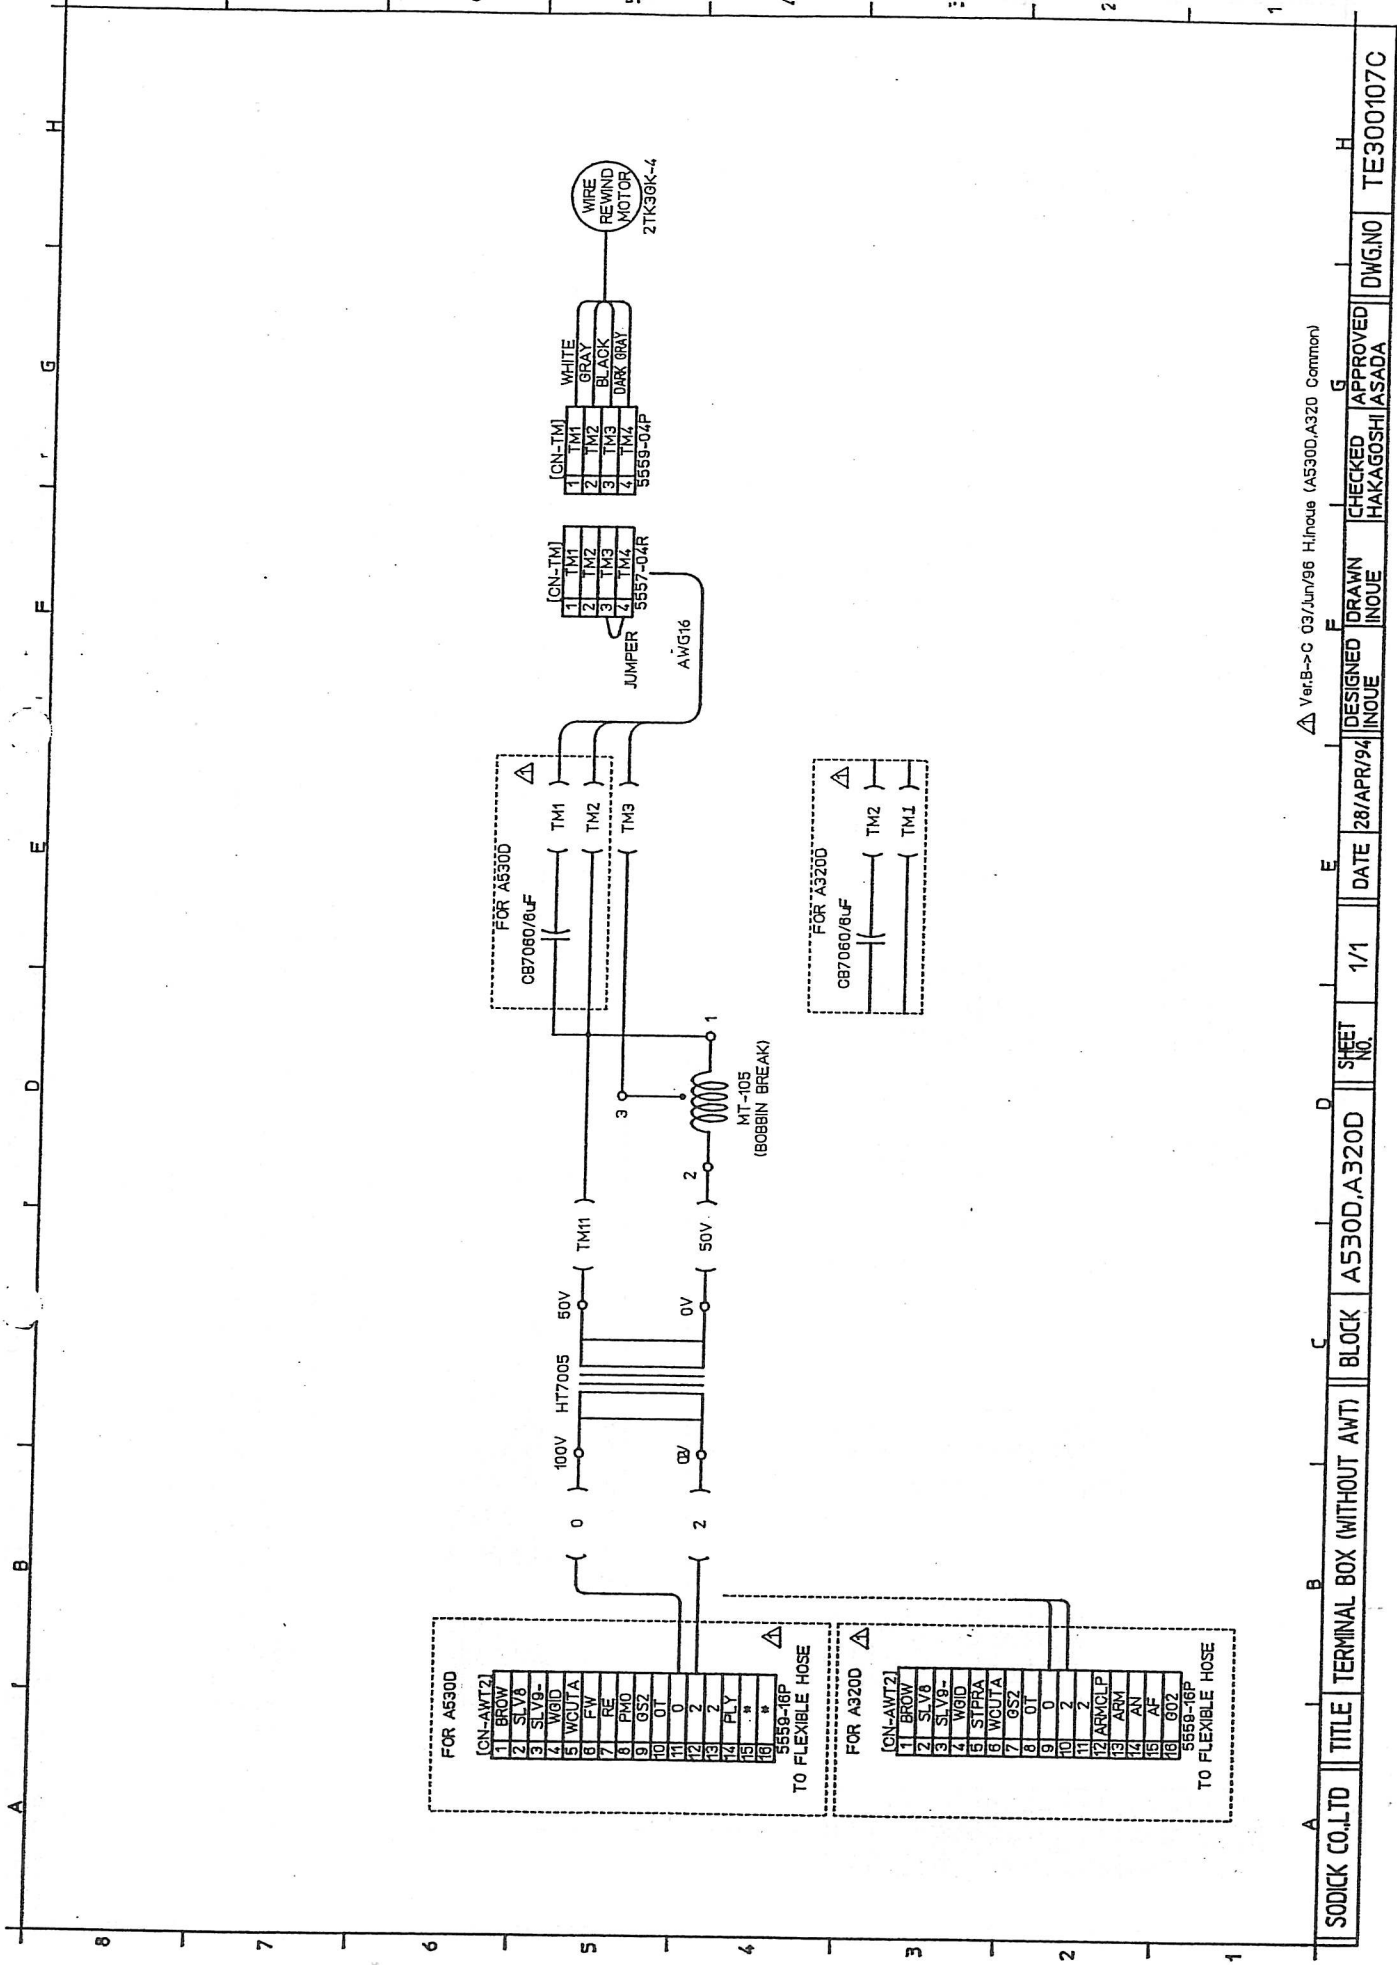 A
B
C
D
E
F
G
H
8
7
6
5
4
3
2
1
FOR A530D
[CN-AWT2]
1 BROW
2 SLV8
3 SLV9-
4 WGID
5 WCUTA
6 FW
7 RE
8 PMD
9 GS2
10 OT
11 0
12 2
13 2
14 PLY
15 *
16 *
5559-16P
TO FLEXIBLE HOSE
FOR A320D
[CN-AWT2]
1 BROW
2 SLV8
3 SLV9-
4 WGID
5 STPRA
6 WCUTA
7 GS2
8 OT
9 0
10 2
11 2
12 ARMCLP
13 ARM
14 AN
15 AF
16 G02
5559-16P
TO FLEXIBLE HOSE
0
2
100V
HT7005
50V
0V
0V
TM11
50V
2
3
1
MT-105
(BOBBIN BREAK)
FOR A530D
CB7060/6uF
TM1
TM2
TM3
FOR A320D
CB7060/6uF
TM2
TM1
JUMPER
AWG16
[CN-TM]
1 TM1
2 TM2
3 TM3
4 TM4
5557-04R
[CN-TM]
1 TM1
2 TM2
3 TM3
4 TM4
5559-04P
WHITE
GRAY
BLACK
DARK GRAY
WIRE
REWIND
MOTOR
2TK3GK-4
1 Ver.B->C 03/Jun/96 H.Inoue (A530D,A320 Common)
A
B
C
D
E
F
G
H
SODICK CO.,LTD TITLE TERMINAL BOX (WITHOUT AWT) BLOCK A530D,A320D SHEET NO. 1/1 DATE 28/APR/94 DESIGNED INOUE DRAWN INOUE CHECKED HAKAGOSHI APPROVED ASADA DWG.NO TE300107C